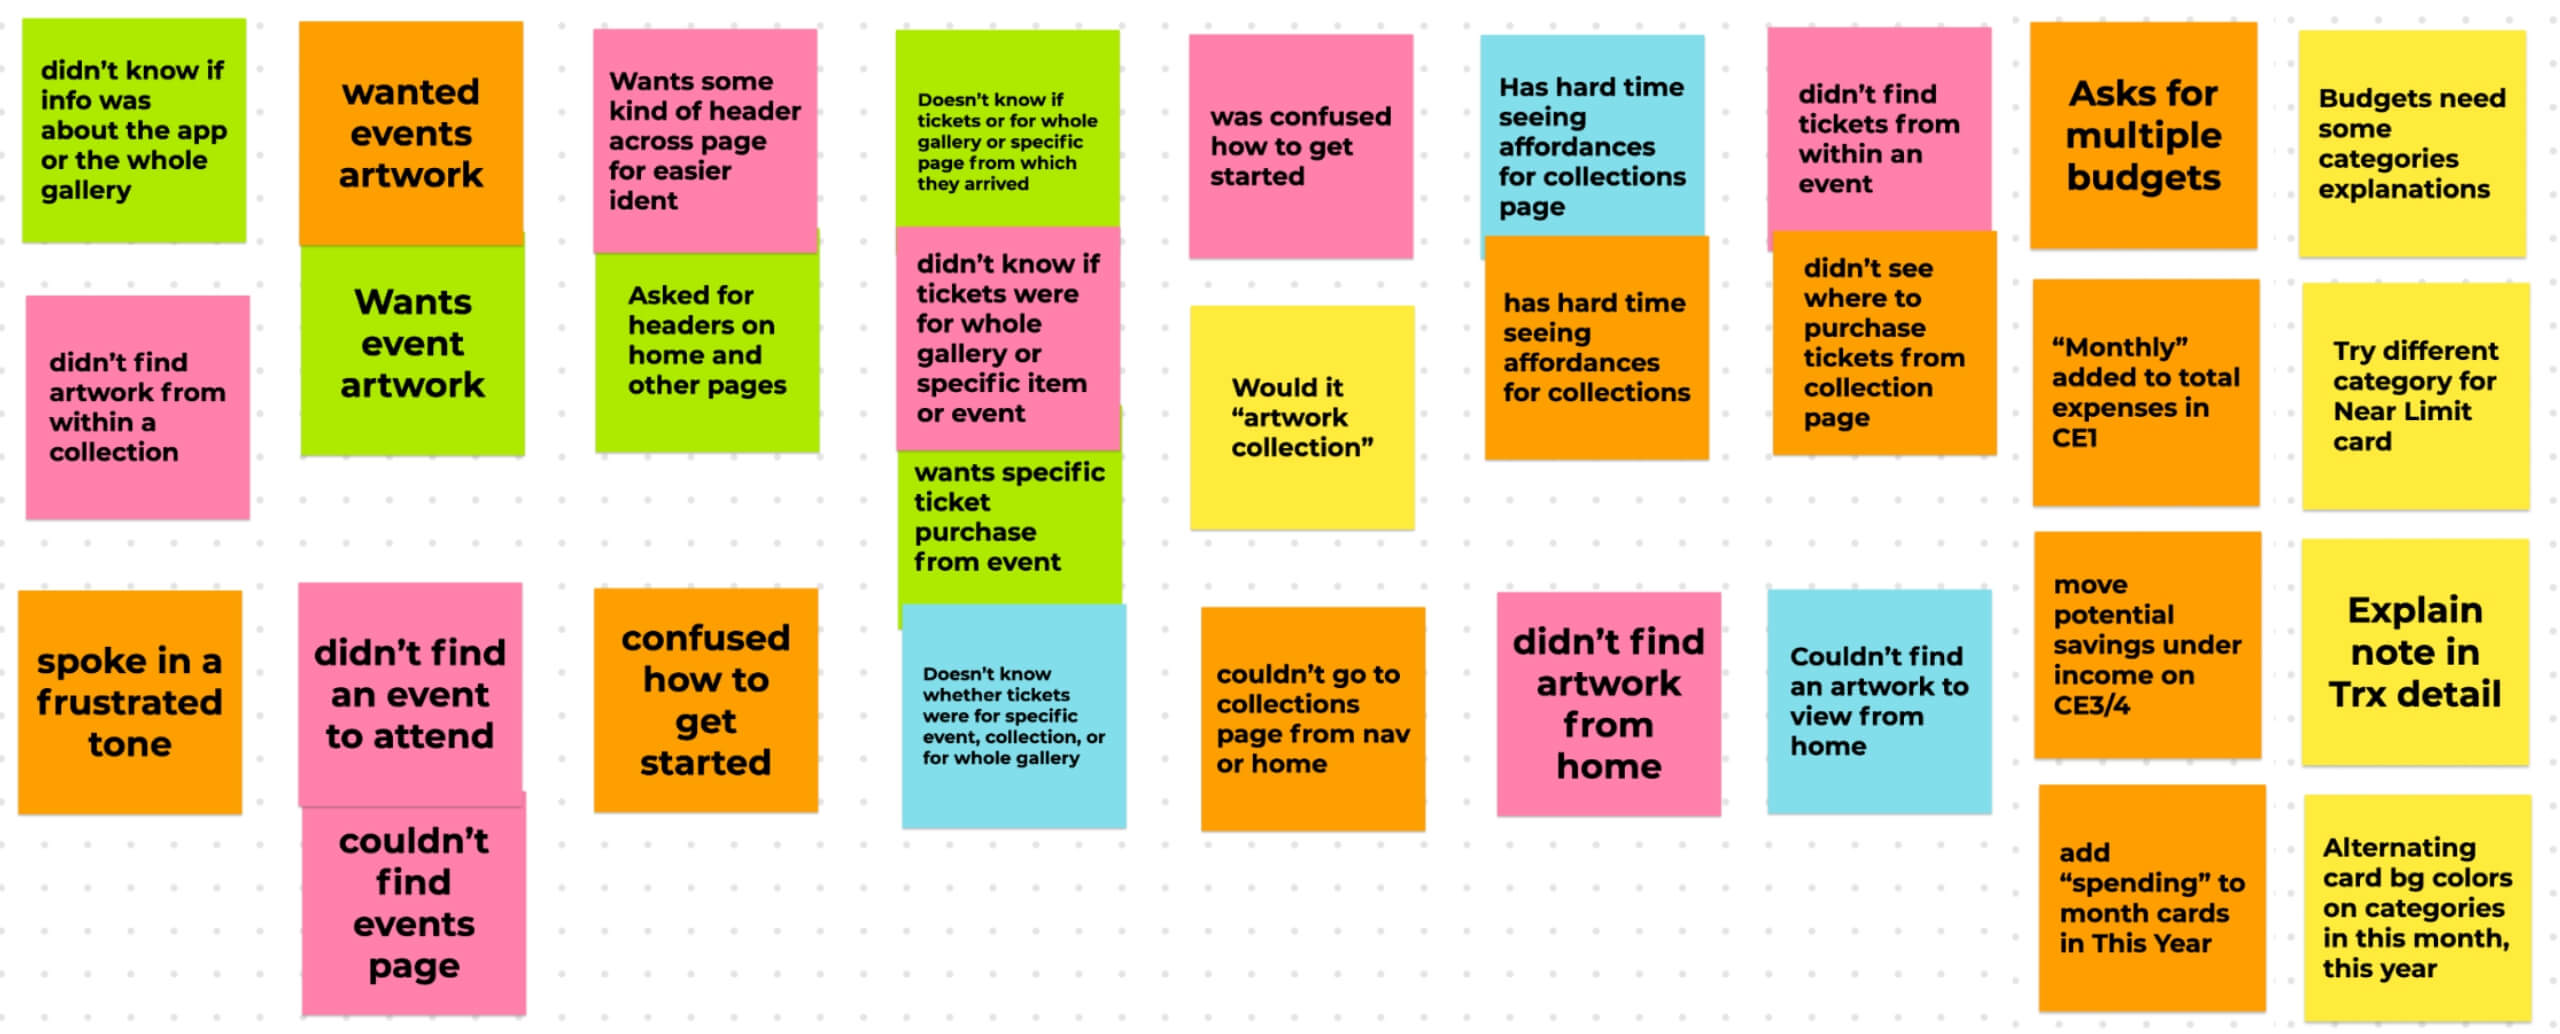 didn’t know if
info was
about the app
or the whole
gallery
didn’t find
artwork from
within a
collection
spoke in a
frustrated
tone
wanted
events
artwork
Wants
event
artwork
didn’t find
an event
to attend
couldn’t
find
events
page
Wants some
kind of header
across page
for easier
ident
Asked for
headers on
home and
other pages
confused
how to
get
started
Doesn’t know if
tickets or for whole
gallery or specific
page from which
they arrived
didn’t know if
tickets were
for whole
gallery or
specific item
or event
wants specific
ticket
purchase
from event
Doesn’t know
whether tickets
were for specific
event, collection, or
for whole gallery
was confused
how to get
started
Would it
“artwork
collection”
couldn’t go to
collections
page from nav
or home
Has hard time
seeing
affordances
for collections
page
has hard time
seeing
affordances
for collections
didn’t find
artwork
from
home
didn’t find
tickets from
within an
event
didn’t see
where to
purchase
tickets from
collection
page
Couldn’t find
an artwork to
view from
home
Asks for
multiple
budgets
“Monthly”
added to total
expenses in
CE1
move
potential
savings under
income on
CE3/4
add
“spending” to
month cards
in This Year
Budgets need
some
categories
explanations
Try different
category for
Near Limit
card
Explain
note in
Trx detail
Alternating
card bg colors
on categories
in this month,
this year